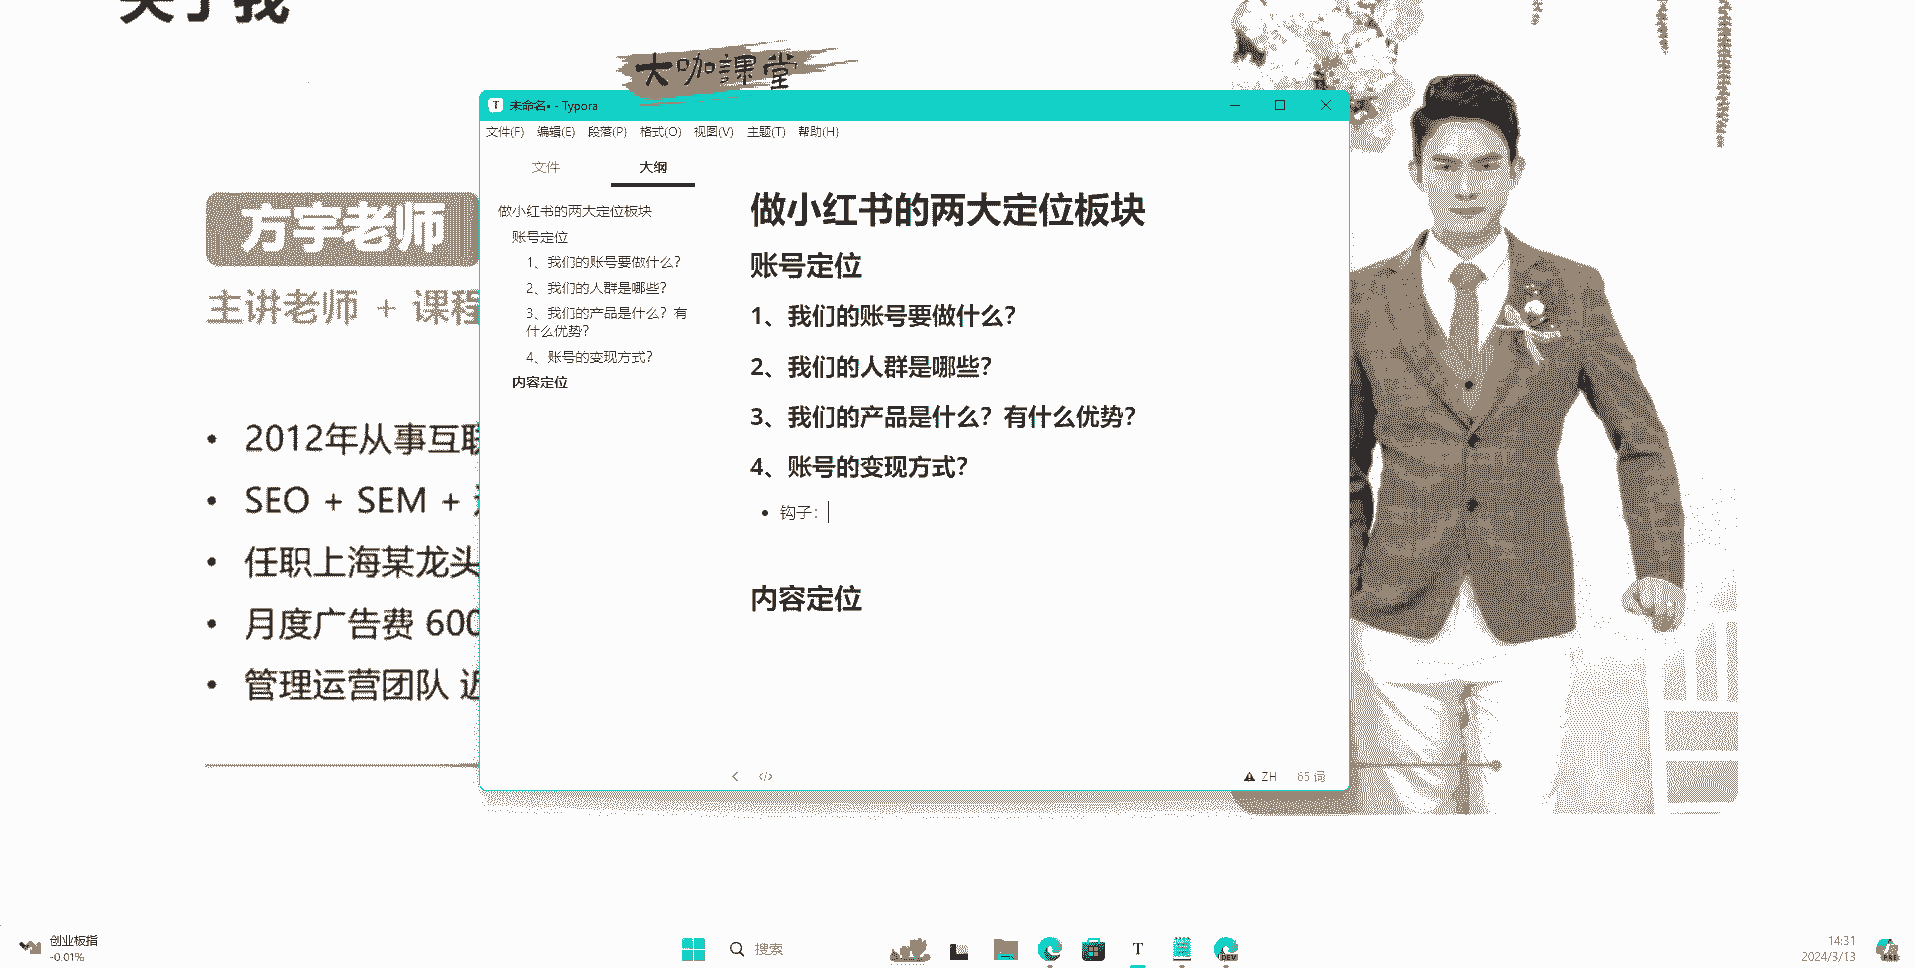 关于我
大咖課堂
方宇老师
主讲老师 + 课程
2012年从事互联
SEO + SEM +
任职上海某龙头
月度广告费 600
管理运营团队 近
未命名• - Typora
文件(F) 编辑(E) 段落(P) 格式(O) 视图(V) 主题(T) 帮助(H)
文件 大纲
做小红书的两大定位板块
账号定位
1、我们的账号要做什么?
2、我们的人群是哪些?
3、我们的产品是什么？有
什么优势?
4、账号的变现方式?
内容定位
做小红书的两大定位板块
账号定位
1、我们的账号要做什么?
2、我们的人群是哪些?
3、我们的产品是什么？有什么优势?
4、账号的变现方式?
钩子：
内容定位
ZH 65 词
创业板指
-0.01%
搜索
T
DEV
14:31
2024/3/13
PRE